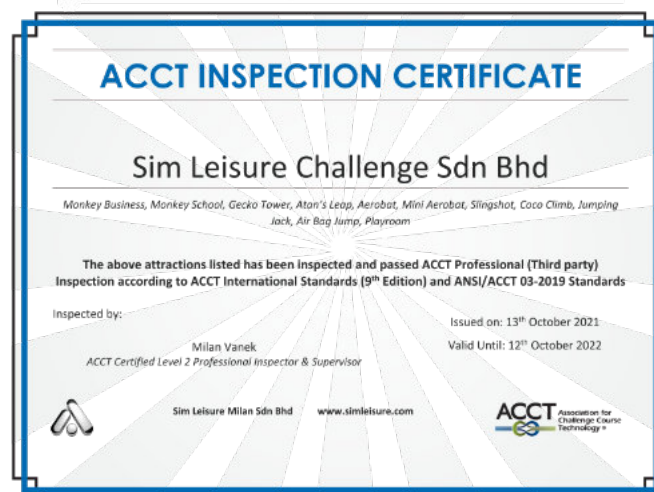 ACCT INSPECTION CERTIFICATE
Sim Leisure Challenge Sdn Bhd
Monkey Business, Monkey School, Gecko Tower, Atan's Leap, Aerobat, Mini Aerobat, Slingshot, Coco Climb, Jumping
Jack, Air Bag Jump, Playroam
The above attractions listed has been inspected and passed ACCT Professional (Third party)
Inspection according to ACCT International Standards (9th Edition) and ANSI/ACCT 03-2019 Standards
Inspected by:
Issued on: 13th October 2021
Milan Vanek
Valid Until: 12th October 2022
ACCT Certified Level 2 Professional Inspector & Supervisor
Sim Leisure Milan Sdn Bhd www.simleisure.com
ACCT
Association for
Challenge Course
Technology ®